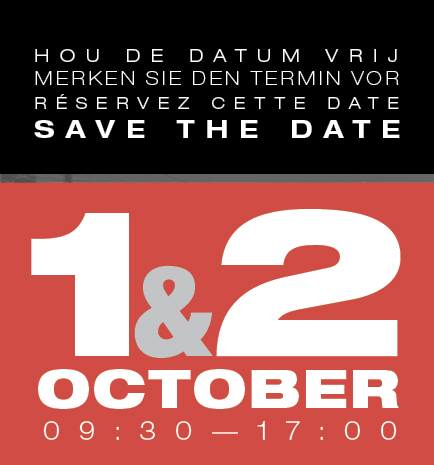 HOU DE DATUM VRIJ
MERKEN SIE DEN TERMIN VOR
RÉSERVEZ CETTE DATE
SAVE THE DATE
1&2
OCTOBER
09:30—17:00